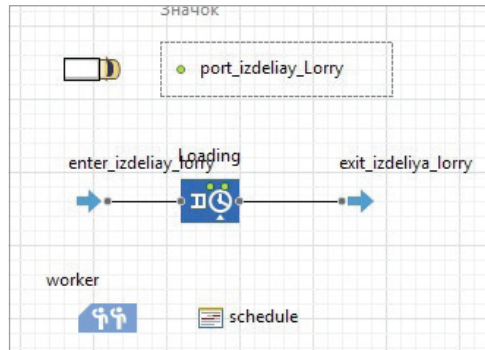 Значок
port_izdeliay_Lorry
Loading
enter_izdeliay_lorry
exit_izdeliya_lorry
worker
schedule